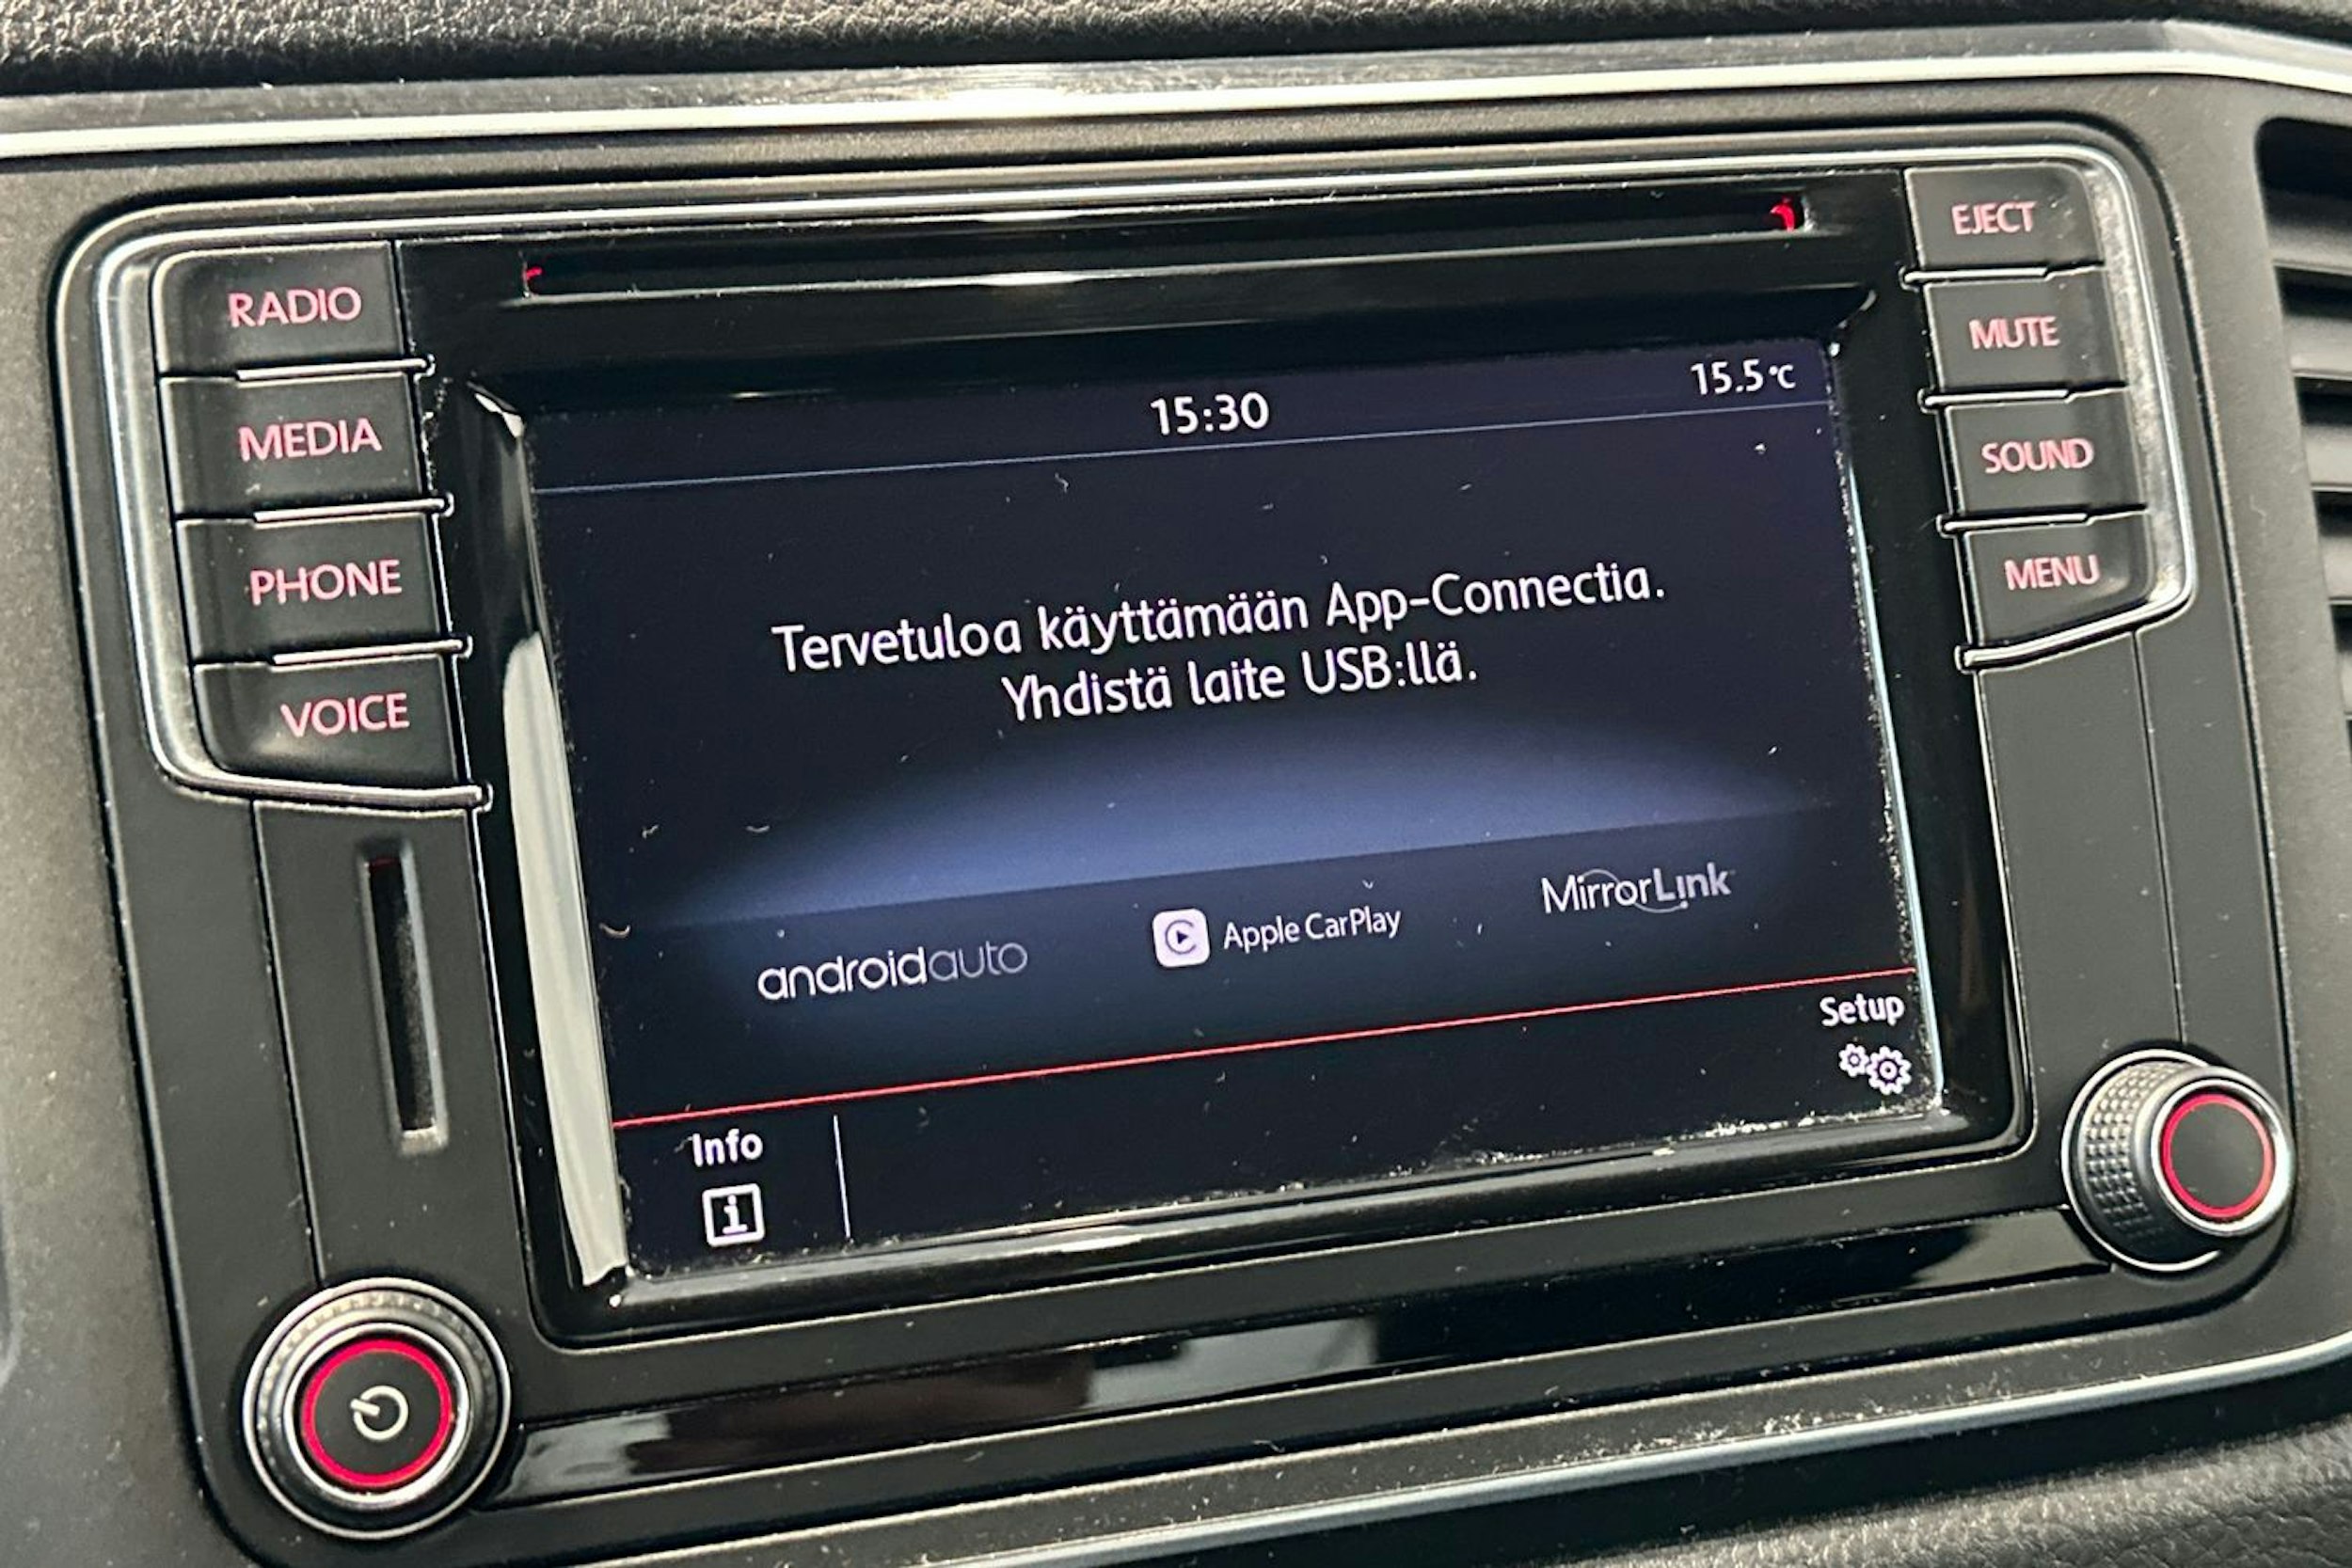 RADIO
MEDIA
PHONE
VOICE
EJECT
MUTE
SOUND
MENU
15:30
15.5°C
Tervetuloa käyttämään App-Connectia.
Yhdistä laite USB:llä.
androidauto
Apple CarPlay
MirrorLink
Setup
Info
i